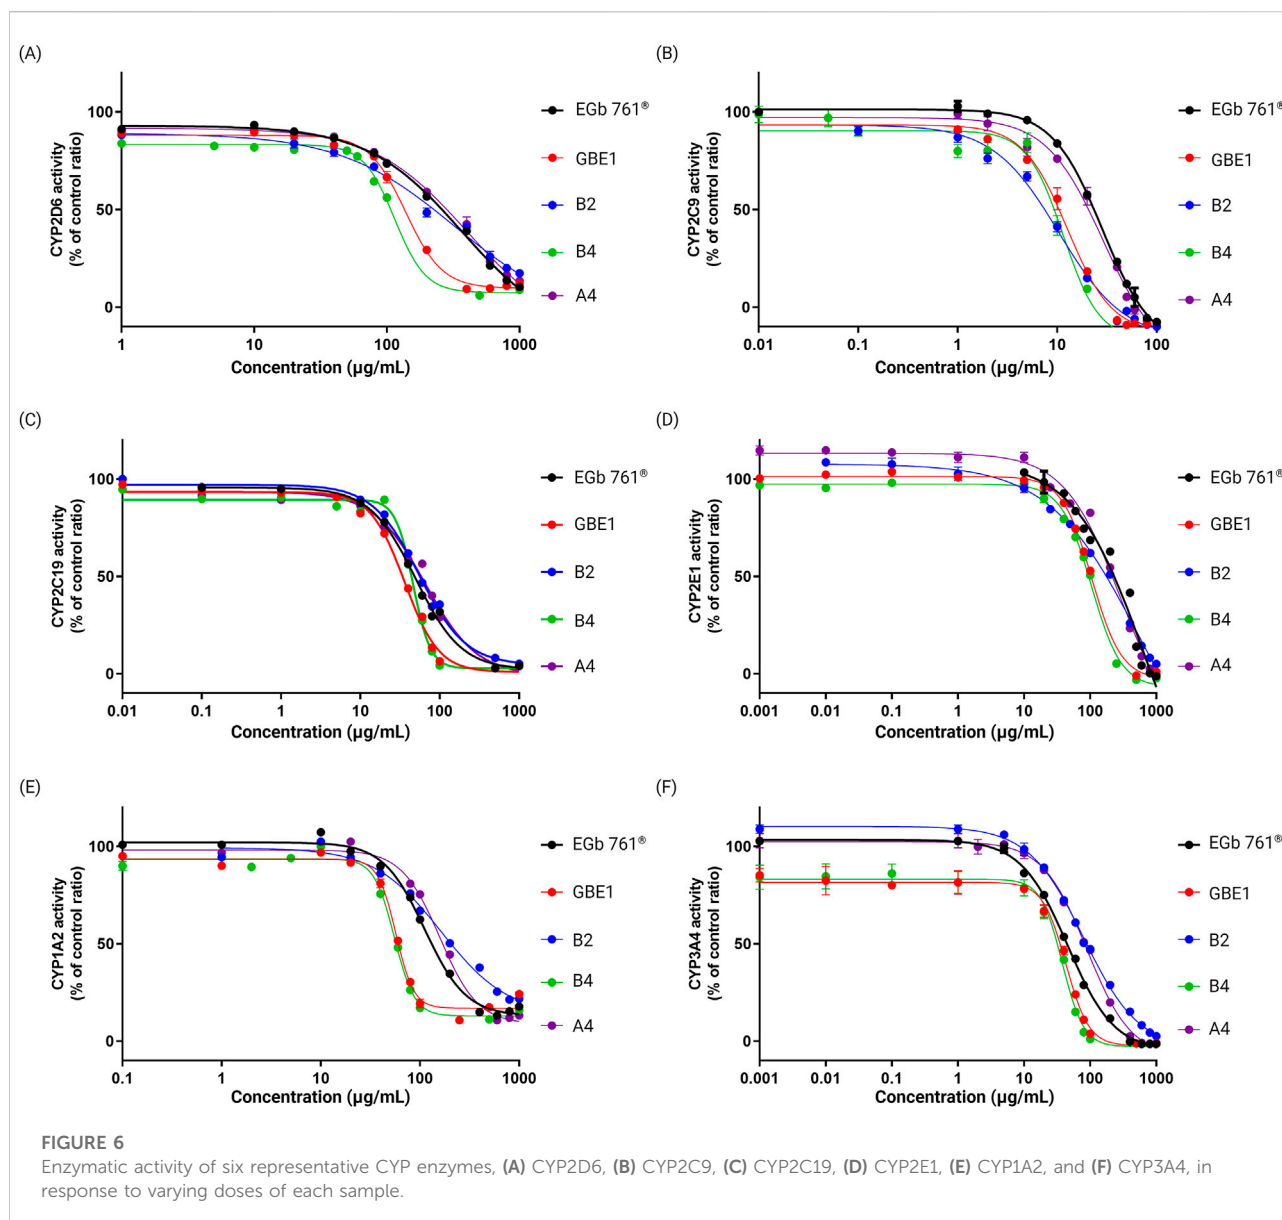 (A)
CYP2D6 activity
(% of control ratio)
100
50
0
1
10
100
1000
Concentration (µg/mL)
EGb 761®
GBE1
B2
B4
A4
(B)
CYP2C9 activity
(% of control ratio)
100
50
0
0.01
0.1
1
10
100
Concentration (µg/mL)
EGb 761®
GBE1
B2
B4
A4
(C)
CYP2C19 activity
(% of control ratio)
100
50
0
0.01
0.1
1
10
100
1000
Concentration (µg/mL)
EGb 761®
GBE1
B2
B4
A4
(D)
CYP2E1 activity
(% of control ratio)
100
50
0
0.001
0.01
0.1
1
10
100
1000
Concentration (µg/mL)
EGb 761®
GBE1
B2
B4
A4
(E)
CYP1A2 activity
(% of control ratio)
100
50
0
0.1
1
10
100
1000
Concentration (µg/mL)
EGb 761®
GBE1
B2
B4
A4
(F)
CYP3A4 activity
(% of control ratio)
100
50
0
0.001
0.01
0.1
1
10
100
1000
Concentration (µg/mL)
EGb 761®
GBE1
B2
B4
A4
FIGURE 6
Enzymatic activity of six representative CYP enzymes, (A) CYP2D6, (B) CYP2C9, (C) CYP2C19, (D) CYP2E1, (E) CYP1A2, and (F) CYP3A4, in
response to varying doses of each sample.